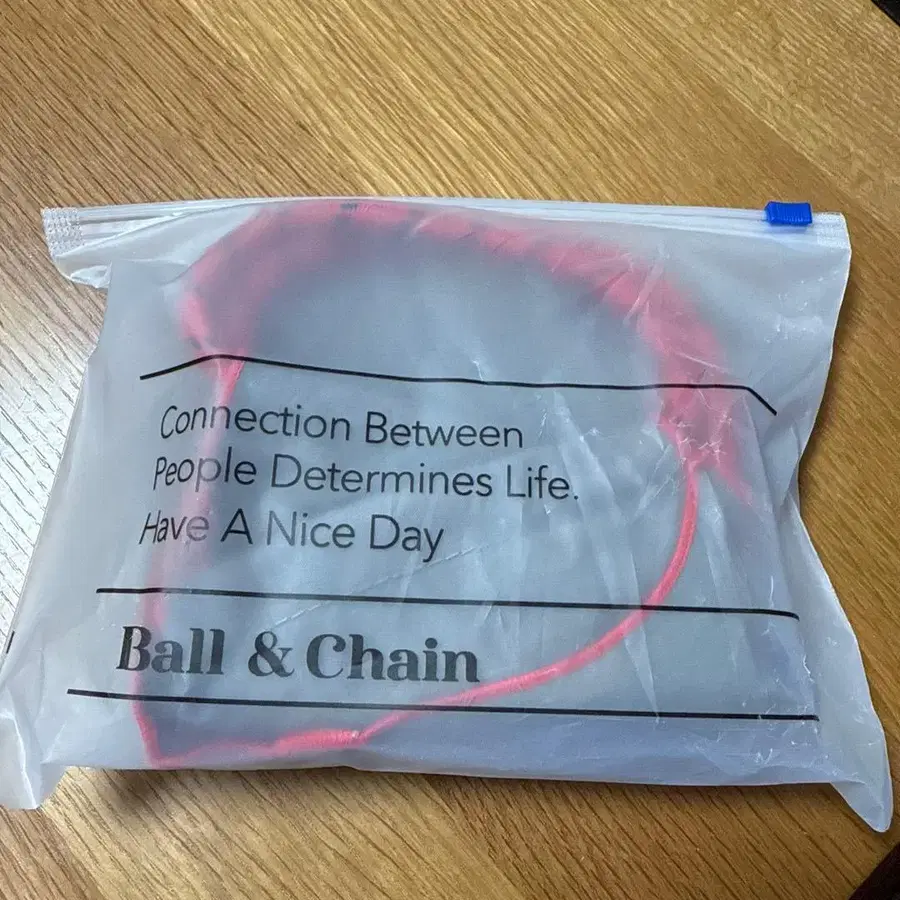 Connection Between
People Determines Life.
Have A Nice Day
Ball & Chain